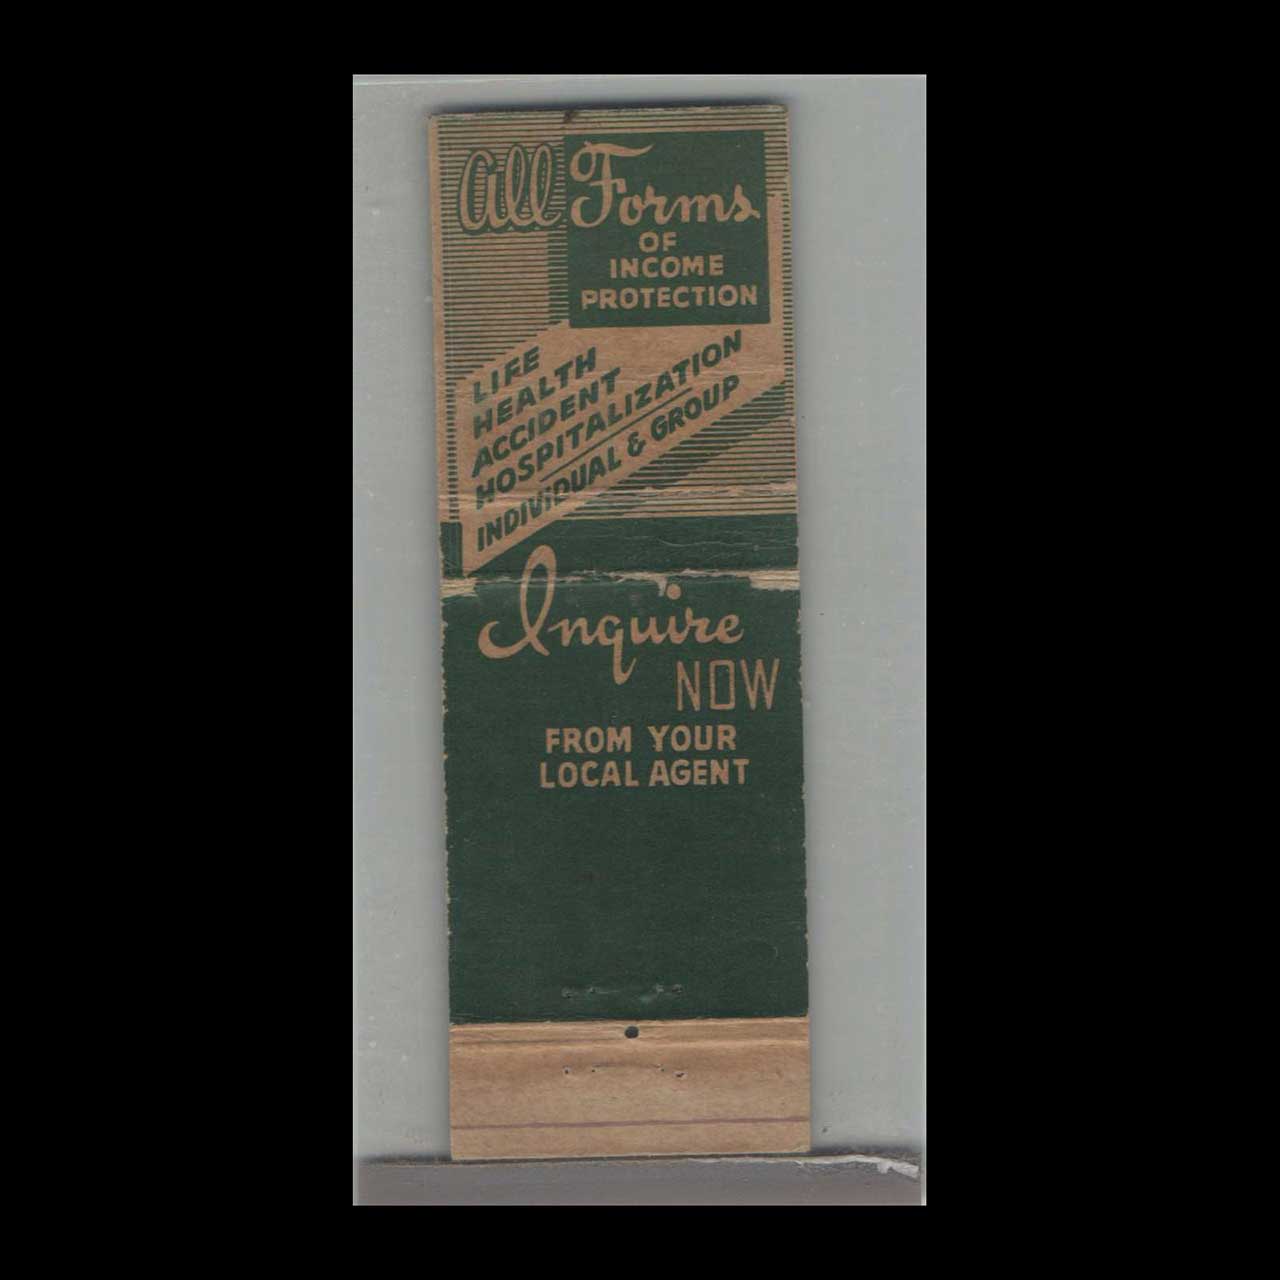 All Forms
OF
INCOME
PROTECTION
LIFE
HEALTH
ACCIDENT
HOSPITALIZATION
INDIVIDUAL & GROUP
Inquire
NOW
FROM YOUR
LOCAL AGENT